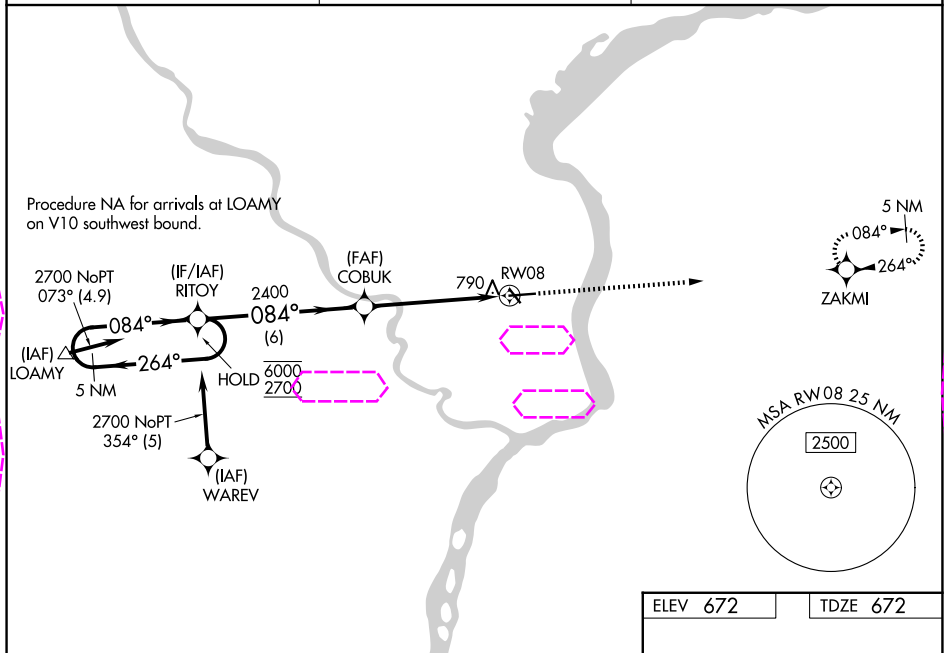 Procedure NA for arrivals at LOAMY
on V10 southwest bound.
5 NM
084°
264°
ZAKMI
(FAF)
COBUK
790
RW08
2700 NoPT
073° (4.9)
(IF/IAF)
RITOY
2400
084°
(6)
084°
(IAF)
LOAMY
264°
5 NM
HOLD
6000
2700
2700 NoPT
354° (5)
(IAF)
WAREV
MSA RW08 25 NM
2500
ELEV 672
TDZE 672